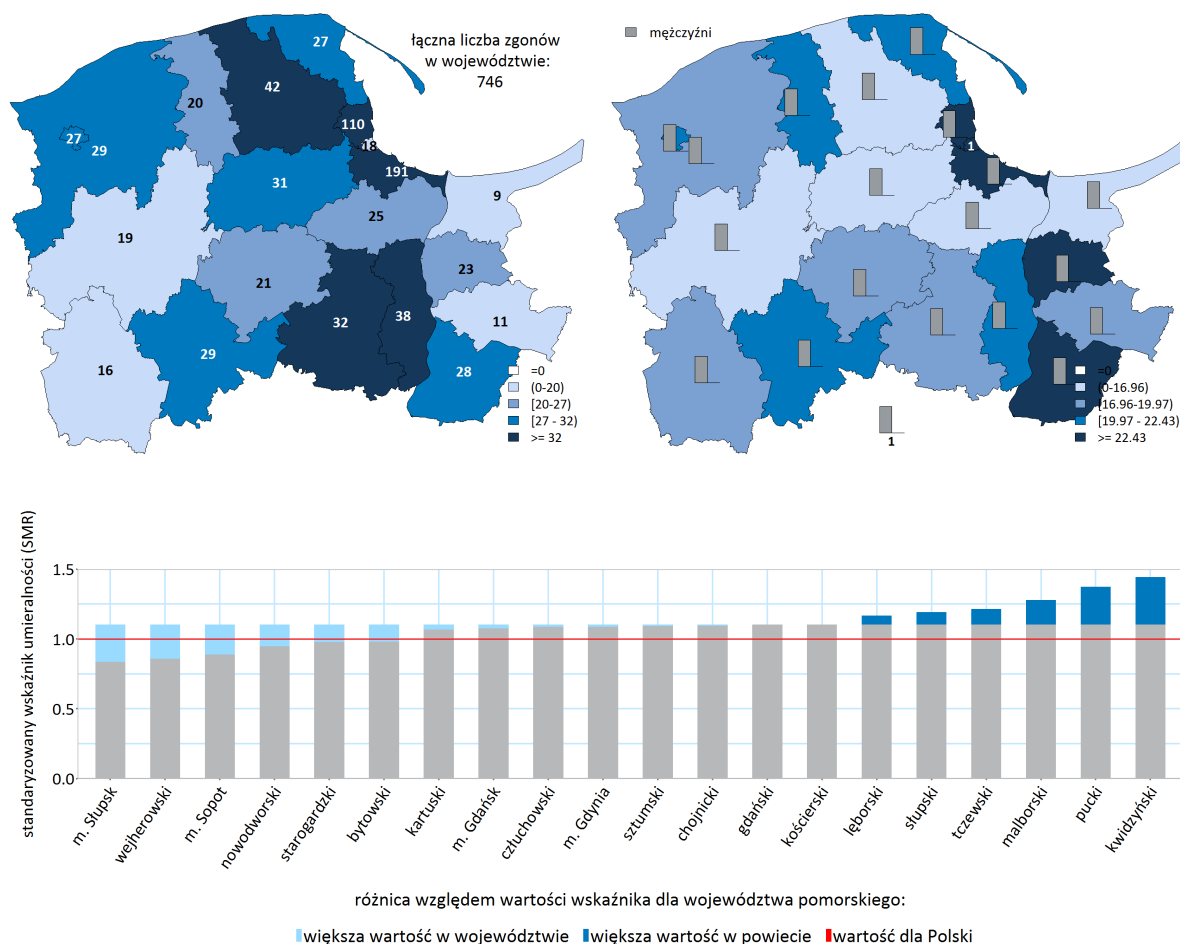 łączna liczba zgonów
w województwie:
746
27
42
20
110
27
29
18
191
31
9
25
19
23
21
32
38
11
29
16
28
=0
(0-20)
[20-27)
[27 - 32)
>= 32
mężczyźni
1
=0
(0-16.96)
[16.96-19.97)
[19.97 - 22.43)
>= 22.43
1
standaryzowany wskaźnik umieralności (SMR)
1.5
1.0
0.5
0.0
m. Słupsk
wejherowski
m. Sopot
nowodworski
starogardzki
bytowski
kartuski
m. Gdańsk
człuchowski
m. Gdynia
sztumski
chojnicki
gdański
kościerski
lęborski
słupski
tczewski
malborski
pucki
kwidzyński
różnica względem wartości wskaźnika dla województwa pomorskiego:
większa wartość w województwie większa wartość w powiecie wartość dla Polski